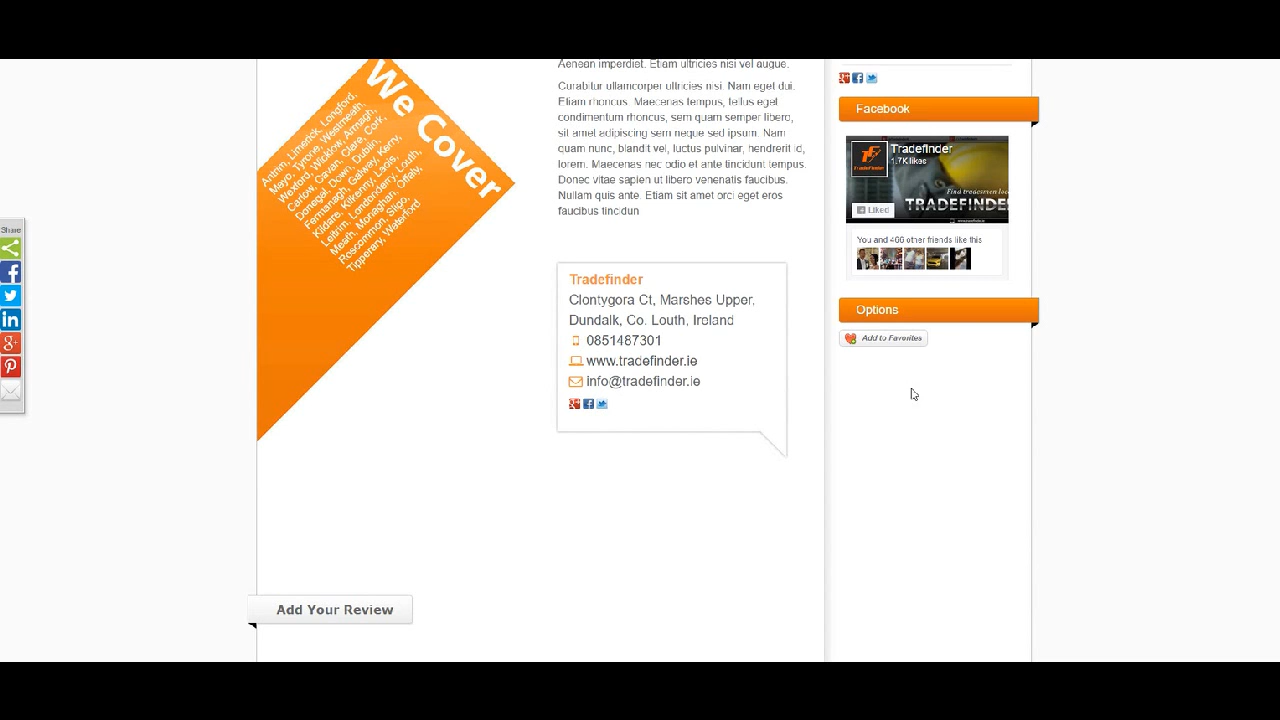 We Cover
Antrim, Limerick, Longford,
Mayo, Tyrone, Westmeath,
Wexford, Wicklow, Armagh,
Carlow, Cavan, Clare, Cork,
Donegal, Down, Dublin,
Fermanagh, Galway, Kerry,
Kildare, Kilkenny, Laois,
Leitrim, Londonderry, Louth,
Meath, Monaghan, Offaly,
Roscommon, Sligo,
Tipperary, Waterford
Aenean imperdiet. Etiam ultricies nisi vel augue.
Curabitur ullamcorper ultricies nisi. Nam eget dui.
Etiam rhoncus. Maecenas tempus, tellus eget
condimentum rhoncus, sem quam semper libero,
sit amet adipiscing sem neque sed ipsum. Nam
quam nunc, blandit vel, luctus pulvinar, hendrerit id,
lorem. Maecenas nec odio et ante tincidunt tempus.
Donec vitae sapien ut libero venenatis faucibus.
Nullam quis ante. Etiam sit amet orci eget eros
faucibus tincidun
Tradefinder
Clontygora Ct, Marshes Upper,
Dundalk, Co. Louth, Ireland
0851487301
www.tradefinder.ie
info@tradefinder.ie
Facebook
Tradefinder
1.7K likes
Find tradesmen loc
TRADEFINDE
Liked
You and 466 other friends like this
Options
Add to Favorites
Share
Add Your Review